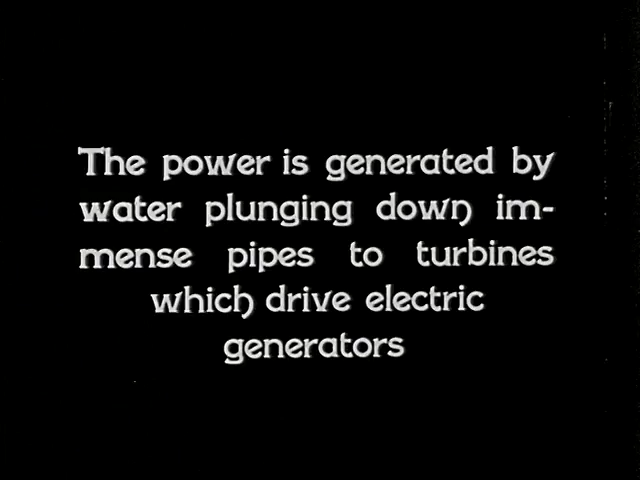 The power is generated by
water plunging down im-
mense pipes to turbines
which drive electric
generators